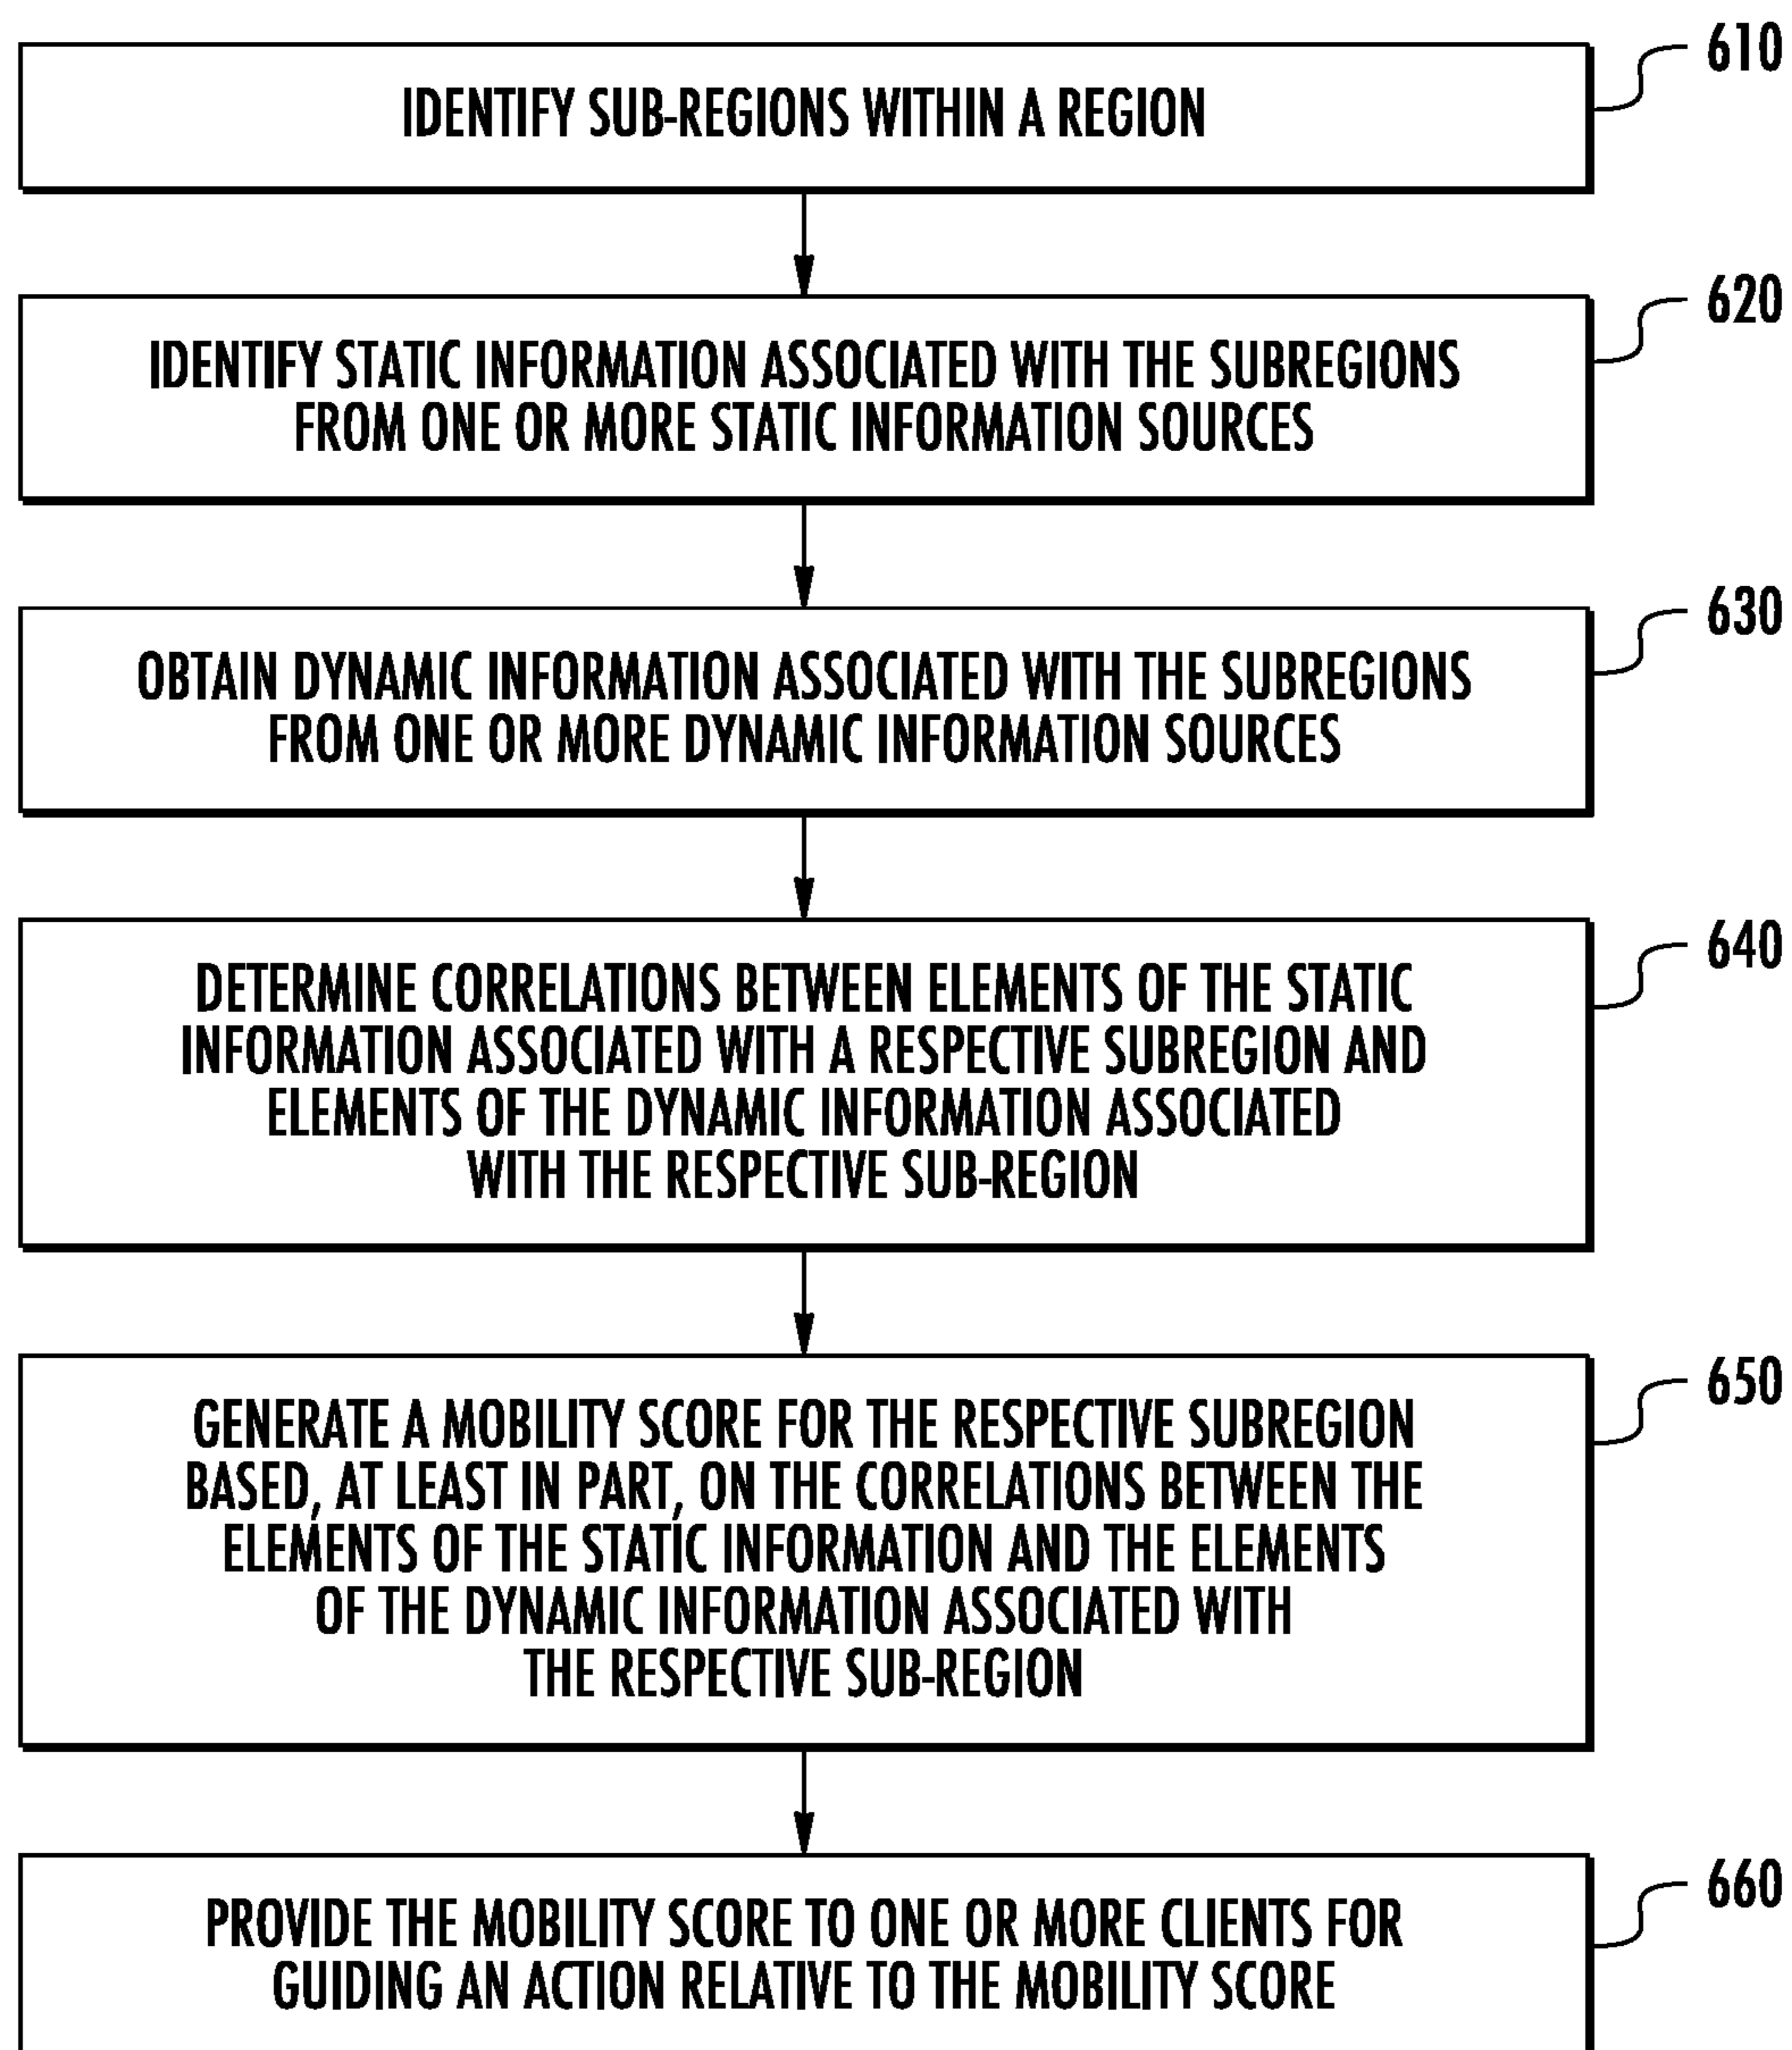 610
IDENTIFY SUB-REGIONS WITHIN A REGION
620
IDENTIFY STATIC INFORMATION ASSOCIATED WITH THE SUBREGIONS
FROM ONE OR MORE STATIC INFORMATION SOURCES
630
OBTAIN DYNAMIC INFORMATION ASSOCIATED WITH THE SUBREGIONS
FROM ONE OR MORE DYNAMIC INFORMATION SOURCES
640
DETERMINE CORRELATIONS BETWEEN ELEMENTS OF THE STATIC
INFORMATION ASSOCIATED WITH A RESPECTIVE SUBREGION AND
ELEMENTS OF THE DYNAMIC INFORMATION ASSOCIATED
WITH THE RESPECTIVE SUB-REGION
650
GENERATE A MOBILITY SCORE FOR THE RESPECTIVE SUBREGION
BASED, AT LEAST IN PART, ON THE CORRELATIONS BETWEEN THE
ELEMENTS OF THE STATIC INFORMATION AND THE ELEMENTS
OF THE DYNAMIC INFORMATION ASSOCIATED WITH
THE RESPECTIVE SUB-REGION
660
PROVIDE THE MOBILITY SCORE TO ONE OR MORE CLIENTS FOR
GUIDING AN ACTION RELATIVE TO THE MOBILITY SCORE